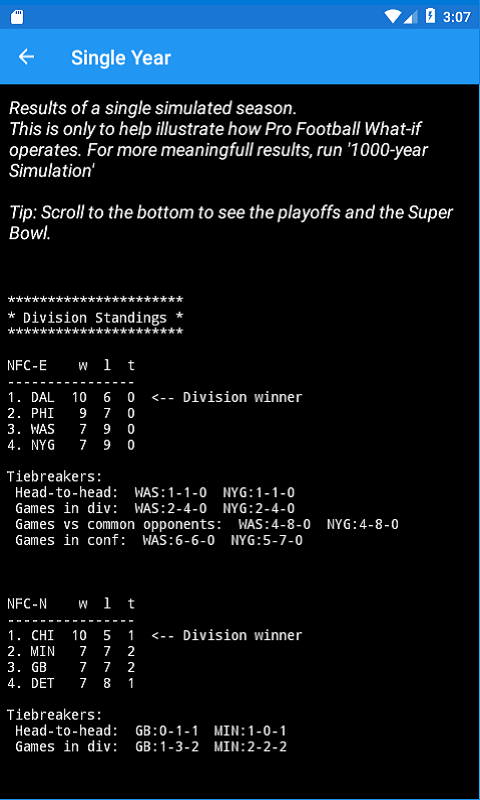 3:07
Single Year
Results of a single simulated season.
This is only to help illustrate how Pro Football What-if
operates. For more meaningfull results, run '1000-year
Simulation'
Tip: Scroll to the bottom to see the playoffs and the Super
Bowl.
**********************
* Division Standings *
**********************
NFC-E    w  l  t
----------------
1. DAL  10  6  0  <-- Division winner
2. PHI   9  7  0
3. WAS   7  9  0
4. NYG   7  9  0
Tiebreakers:
 Head-to-head:  WAS:1-1-0  NYG:1-1-0
 Games in div:  WAS:2-4-0  NYG:2-4-0
 Games vs common opponents:  WAS:4-8-0  NYG:4-8-0
 Games in conf:  WAS:6-6-0  NYG:5-7-0
NFC-N    w  l  t
----------------
1. CHI  10  5  1  <-- Division winner
2. MIN   7  7  2
3. GB    7  7  2
4. DET   7  8  1
Tiebreakers:
 Head-to-head:  GB:0-1-1  MIN:1-0-1
 Games in div:  GB:1-3-2  MIN:2-2-2